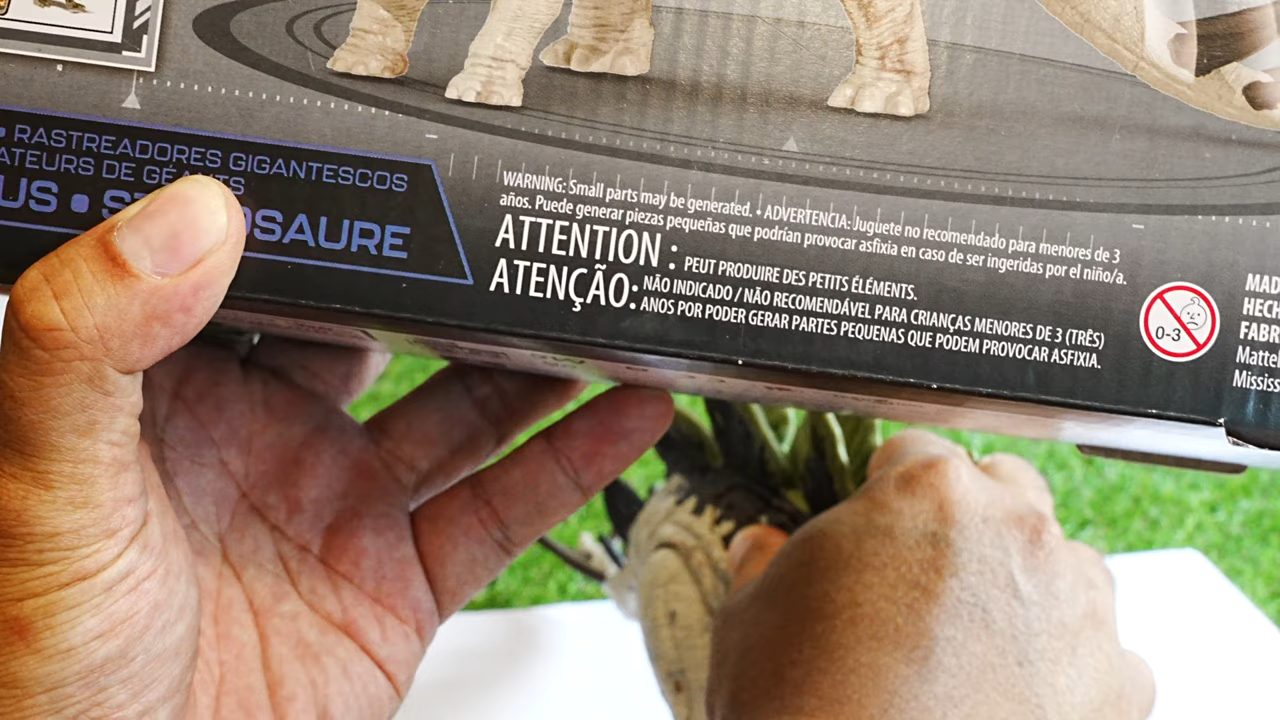 RASTREADORES GIGANTESCOS
ATEURS DE GÉANTS
US • ST OSAURE
WARNING: Small parts may be generated. • ADVERTENCIA: Juguete no recomendado para menores de 3
años. Puede generar piezas pequeñas que podrían provocar asfixia en caso de ser ingeridas por el niño/a.
ATTENTION : PEUT PRODUIRE DES PETITS ÉLÉMENTS.
ATENÇÃO: NÃO INDICADO / NÃO RECOMENDÁVEL PARA CRIANÇAS MENORES DE 3 (TRÊS)
ANOS POR PODER GERAR PARTES PEQUENAS QUE PODEM PROVOCAR ASFIXIA.
0-3
MAD
HECH
FABR
Mattel
Mississ